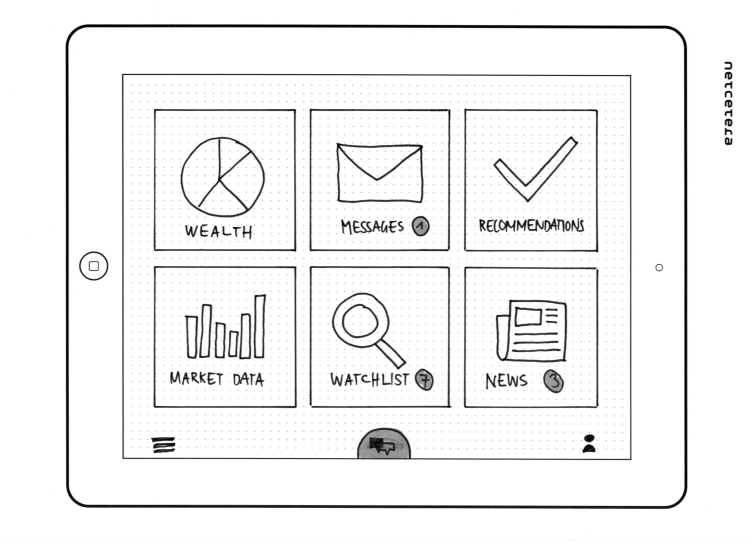 netcetera
WEALTH
MESSAGES 1
RECOMMENDATIONS
MARKET DATA
WATCHLIST 7
NEWS 3